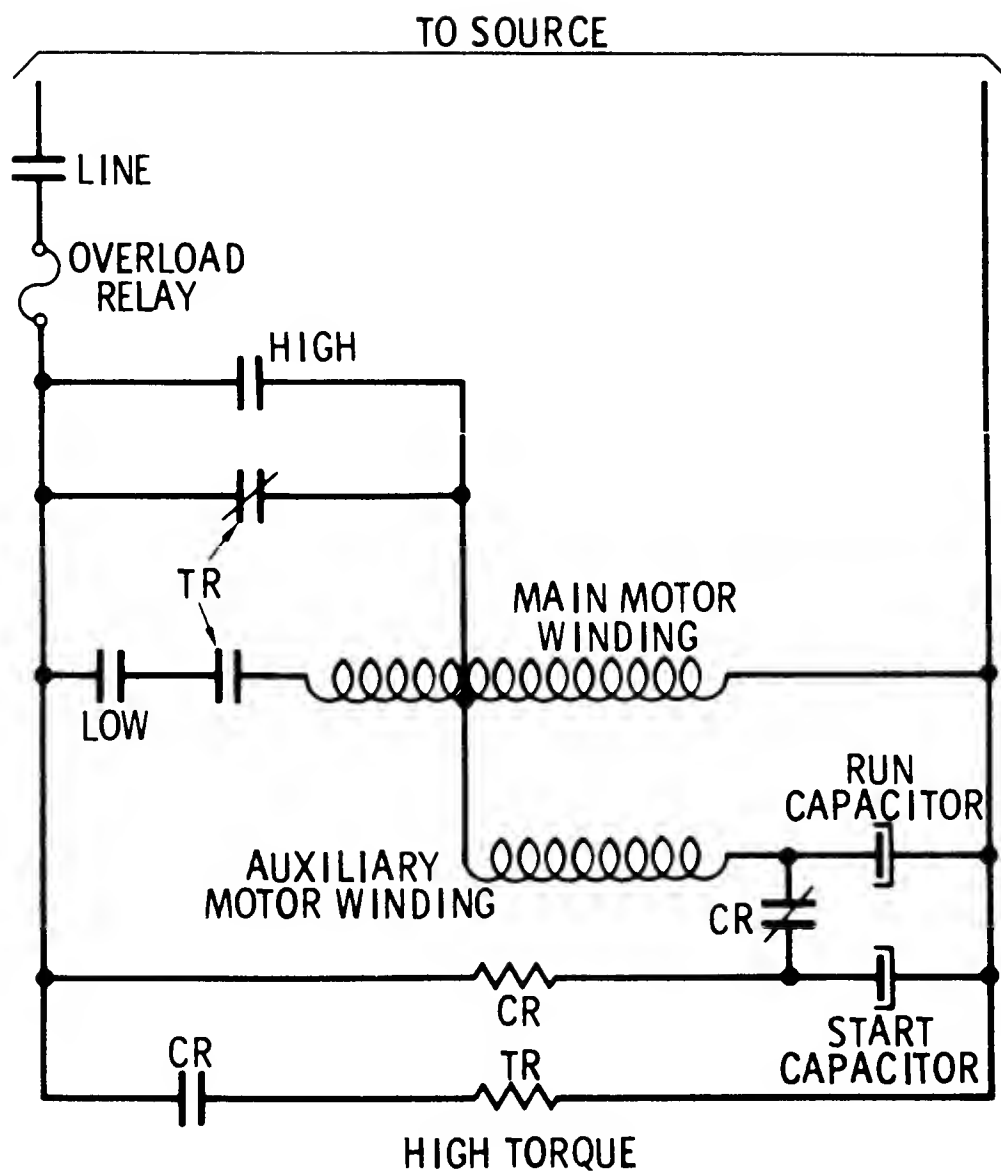 TO SOURCE
LINE
OVERLOAD
RELAY
HIGH
TR
MAIN MOTOR
WINDING
LOW
RUN
CAPACITOR
AUXILIARY
MOTOR WINDING
CR
CR
START
CAPACITOR
CR
TR
HIGH TORQUE